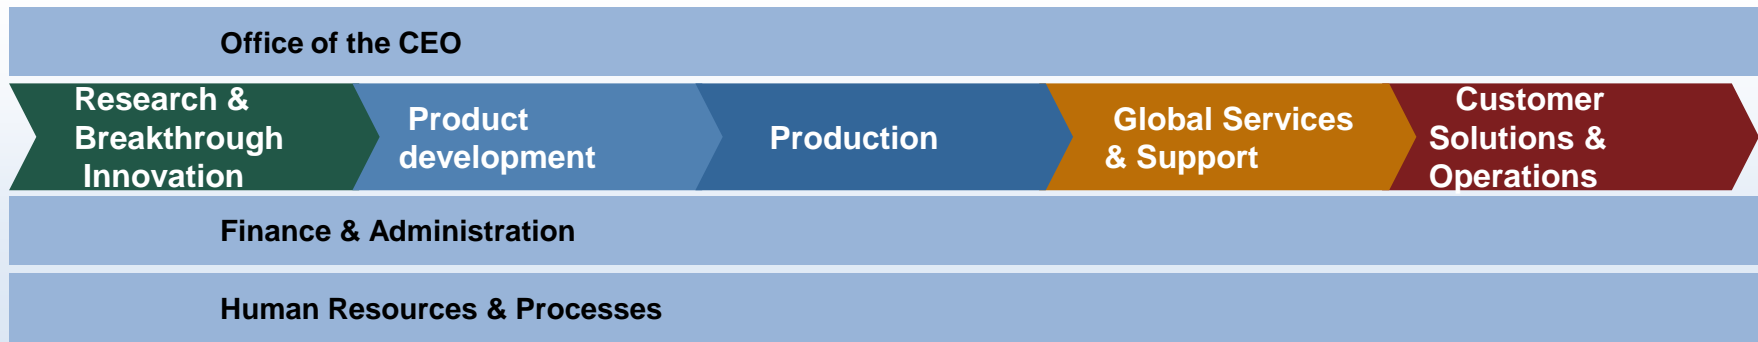 Office of the CEO
Research &
Breakthrough
Innovation
Product
development
Production
Global Services
& Support
Customer
Solutions &
Operations
Finance & Administration
Human Resources & Processes